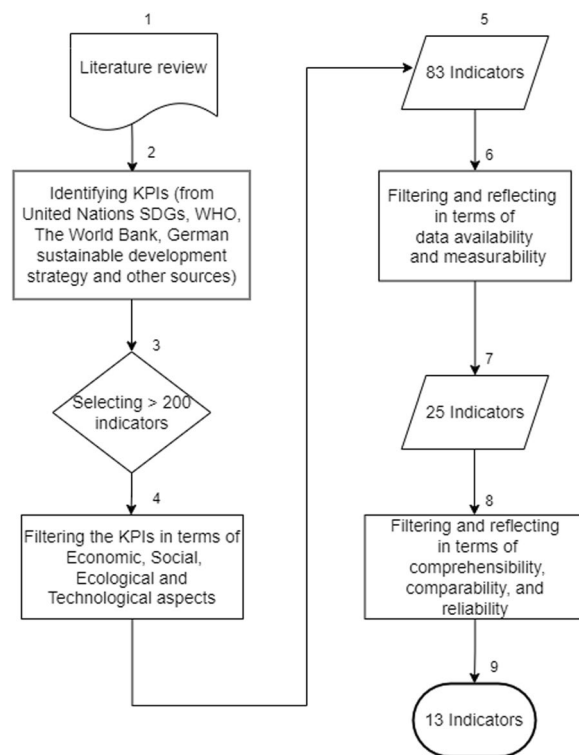 1
Literature review
2
Identifying KPIs (from
United Nations SDGs, WHO,
The World Bank, German
sustainable development
strategy and other sources)
3
Selecting > 200
indicators
4
Filtering the KPIs in terms of
Economic, Social,
Ecological and
Technological aspects
5
83 Indicators
6
Filtering and reflecting
in terms of
data availability
and measurability
7
25 Indicators
8
Filtering and reflecting
in terms of
comprehensibility,
comparability, and
reliability
9
13 Indicators